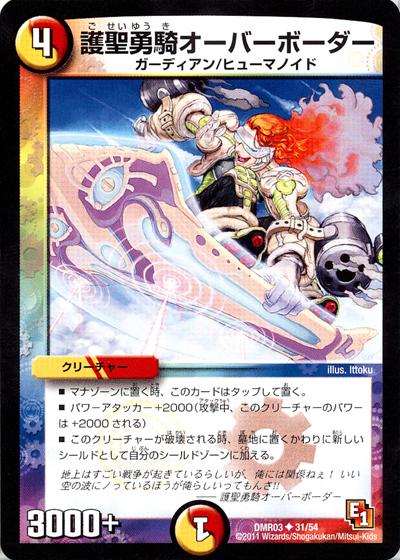 4
ごせいゆうき
護聖勇騎オーバーボーダー
ガーディアン/ヒューマノイド
illus. Ittoku
クリーチャー
■ マナゾーンに置く時、このカードはタップして置く。
■ パワーアタッカー+2000(攻撃中、このクリーチャーのパワー
は +2000 される)
■ このクリーチャーが破壊される時、墓地に置くかわりに新しい
シールドとして自分のシールドゾーンに加える。
地上はすごい戦争が起きているらしいが、俺には関係ねぇ! いい
空の波にノっているほうが俺らしいってもんさ!
—— 護聖勇騎オーバーボーダー
3000+
1
DMR03 ◆ 31/54
©2011 Wizards/Shogakukan/Mitsui-Kids
E1